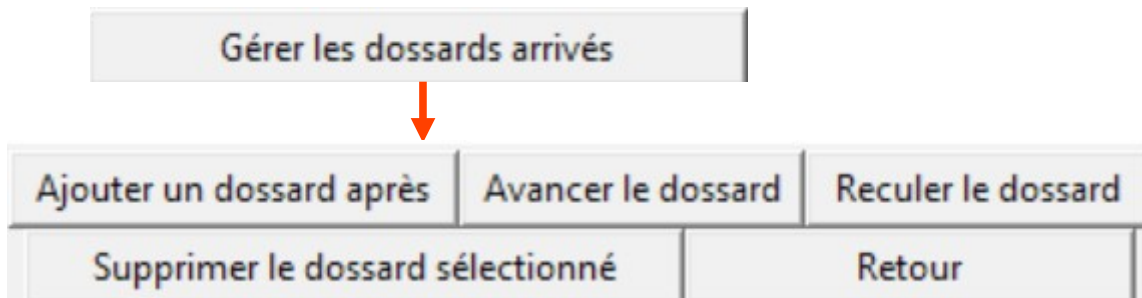 Gérer les dossards arrivés
Ajouter un dossard après Avancer le dossard Reculer le dossard
Supprimer le dossard sélectionné Retour